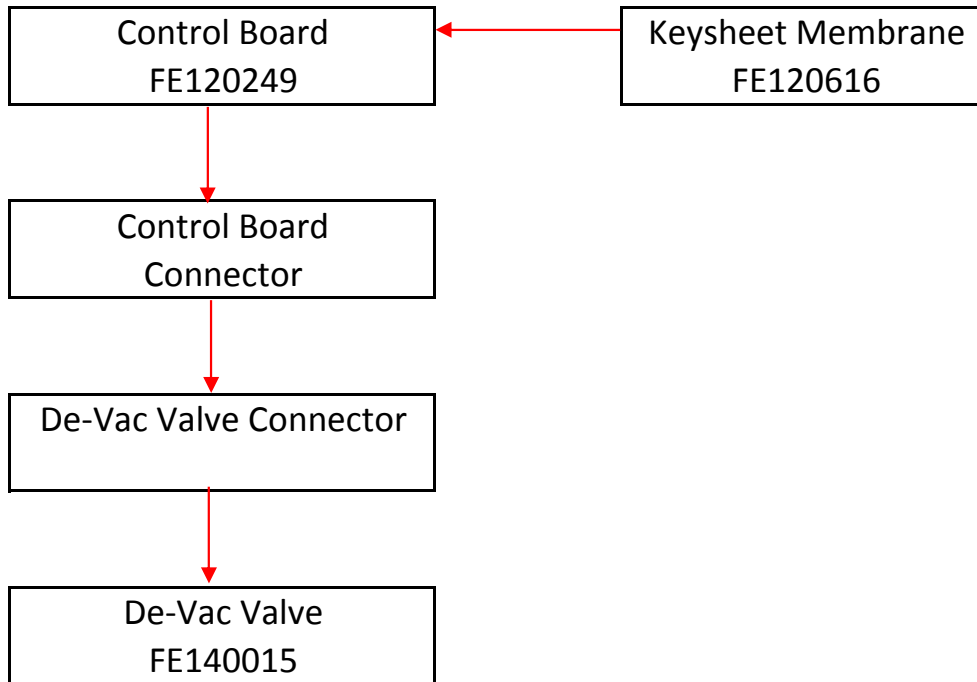 Control Board
FE120249
Keysheet Membrane
FE120616
Control Board
Connector
De-Vac Valve Connector
De-Vac Valve
FE140015